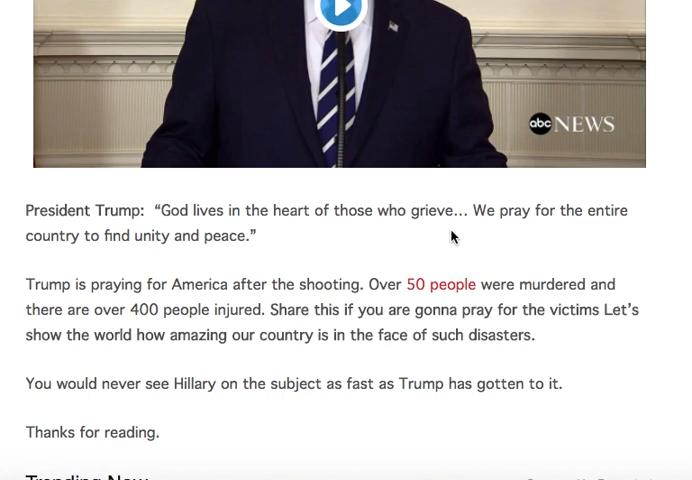 abc NEWS
President Trump:  “God lives in the heart of those who grieve... We pray for the entire
country to find unity and peace.”
Trump is praying for America after the shooting. Over 50 people were murdered and
there are over 400 people injured. Share this if you are gonna pray for the victims Let’s
show the world how amazing our country is in the face of such disasters.
You would never see Hillary on the subject as fast as Trump has gotten to it.
Thanks for reading.
Trending Now